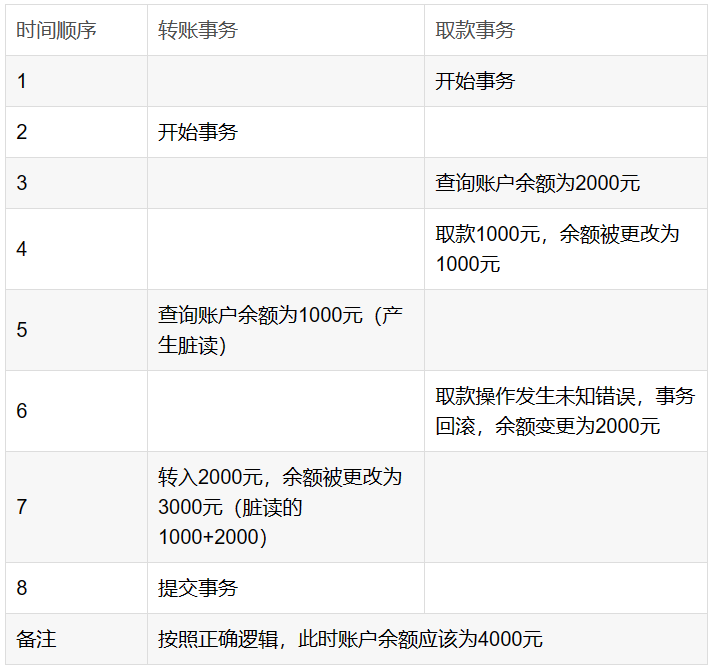 时间顺序 转账事务 取款事务
1 开始事务
2 开始事务
3 查询账户余额为2000元
4 取款1000元，余额被更改为
1000元
5 查询账户余额为1000元（产
生脏读）
6 取款操作发生未知错误，事务
回滚，余额变更为2000元
7 转入2000元，余额被更改为
3000元（脏读的
1000+2000）
8 提交事务
备注 按照正确逻辑，此时账户余额应该为4000元